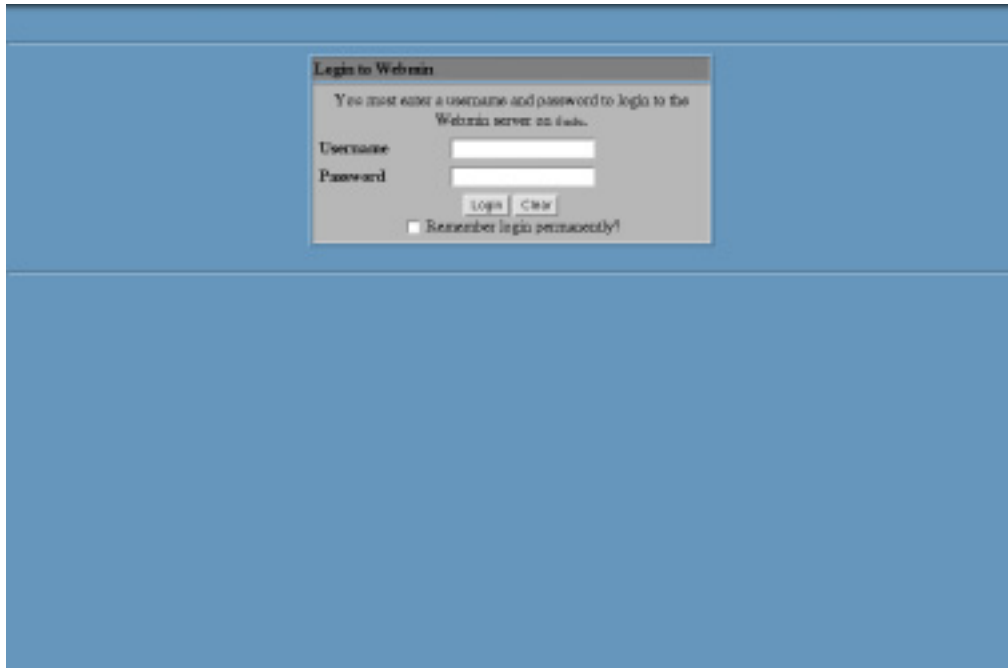 Login to Webmin
You must enter a username and password to login to the
Webmin server on
Username
Password
Login Clear
Remember login permanently?